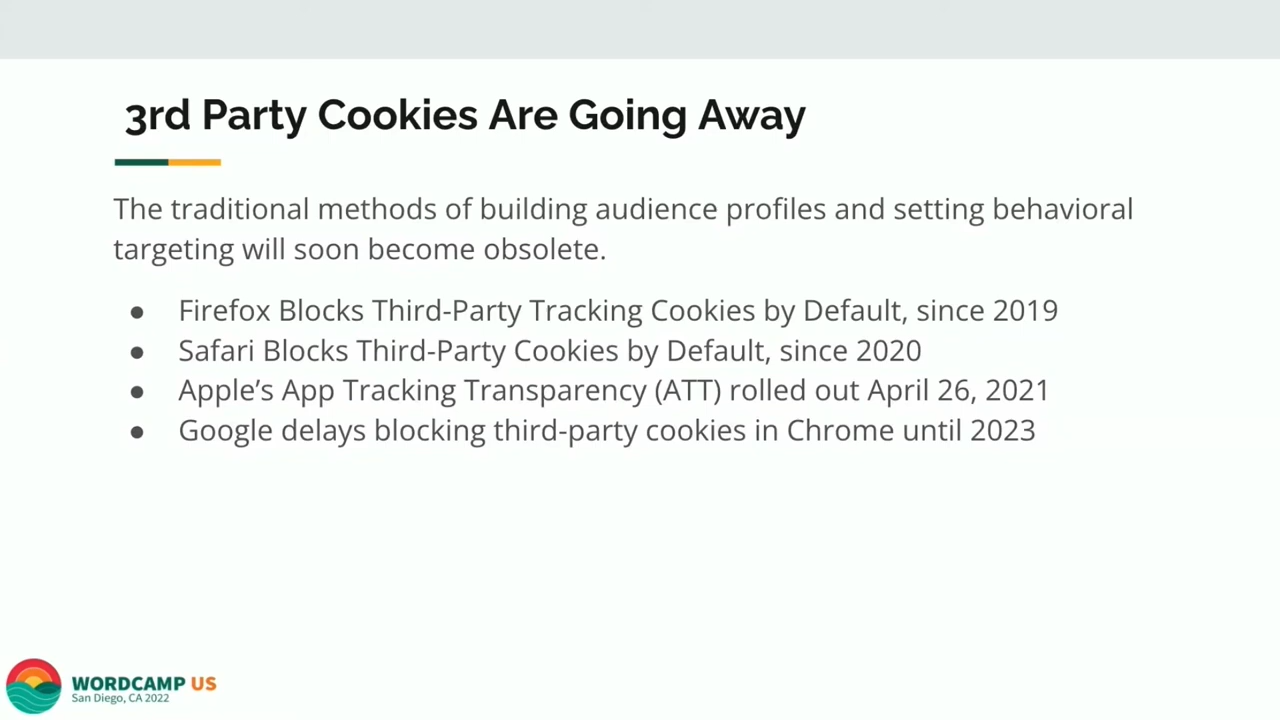 3rd Party Cookies Are Going Away
The traditional methods of building audience profiles and setting behavioral
targeting will soon become obsolete.
● Firefox Blocks Third-Party Tracking Cookies by Default, since 2019
● Safari Blocks Third-Party Cookies by Default, since 2020
● Apple’s App Tracking Transparency (ATT) rolled out April 26, 2021
● Google delays blocking third-party cookies in Chrome until 2023
WORDCAMP US
San Diego, CA 2022